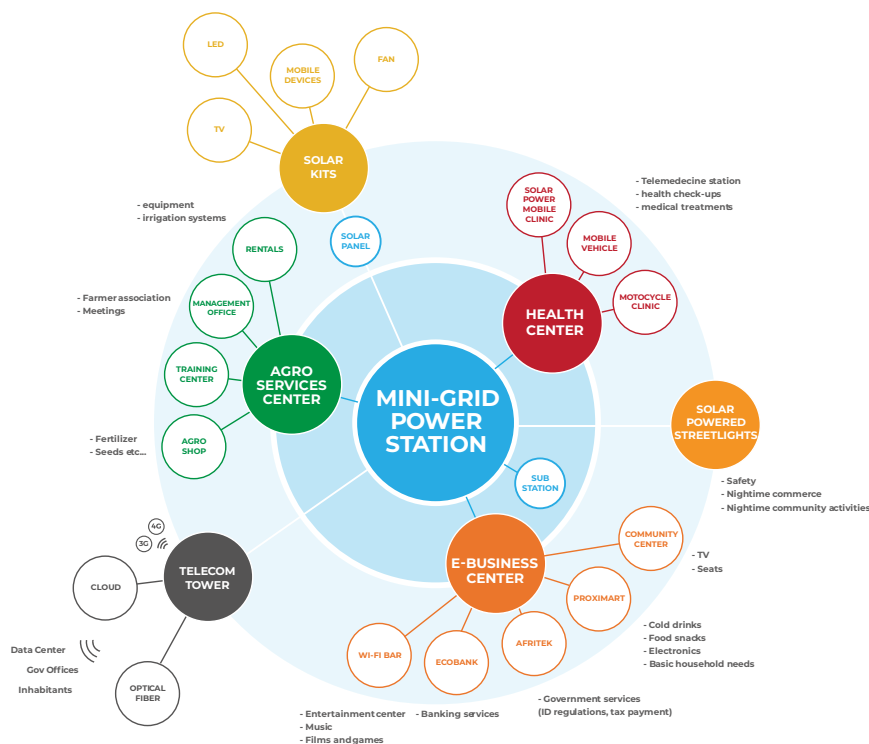 LED
MOBILE
DEVICES
FAN
TV
SOLAR
KITS
- equipment
- irrigation systems
SOLAR
PANEL
RENTALS
SOLAR
POWER
MOBILE
CLINIC
- Telemedecine station
- health check-ups
- medical treatments
MOBILE
VEHICLE
MOTOCYCLE
CLINIC
HEALTH
CENTER
- Farmer association
- Meetings
MANAGEMENT
OFFICE
TRAINING
CENTER
AGRO
SERVICES
CENTER
AGRO
SHOP
- Fertilizer
- Seeds etc...
MINI-GRID
POWER
STATION
SOLAR
POWERED
STREETLIGHTS
- Safety
- Nightime commerce
- Nightime community activities
SUB
STATION
4G
3G
TELECOM
TOWER
CLOUD
Data Center
Gov Offices
Inhabitants
OPTICAL
FIBER
E-BUSINESS
CENTER
COMMUNITY
CENTER
- TV
- Seats
PROXIMART
- Cold drinks
- Food snacks
- Electronics
- Basic household needs
AFRITEK
- Government services
(ID regulations, tax payment)
ECOBANK
- Banking services
WI-FI BAR
- Entertainment center
- Music
- Films and games